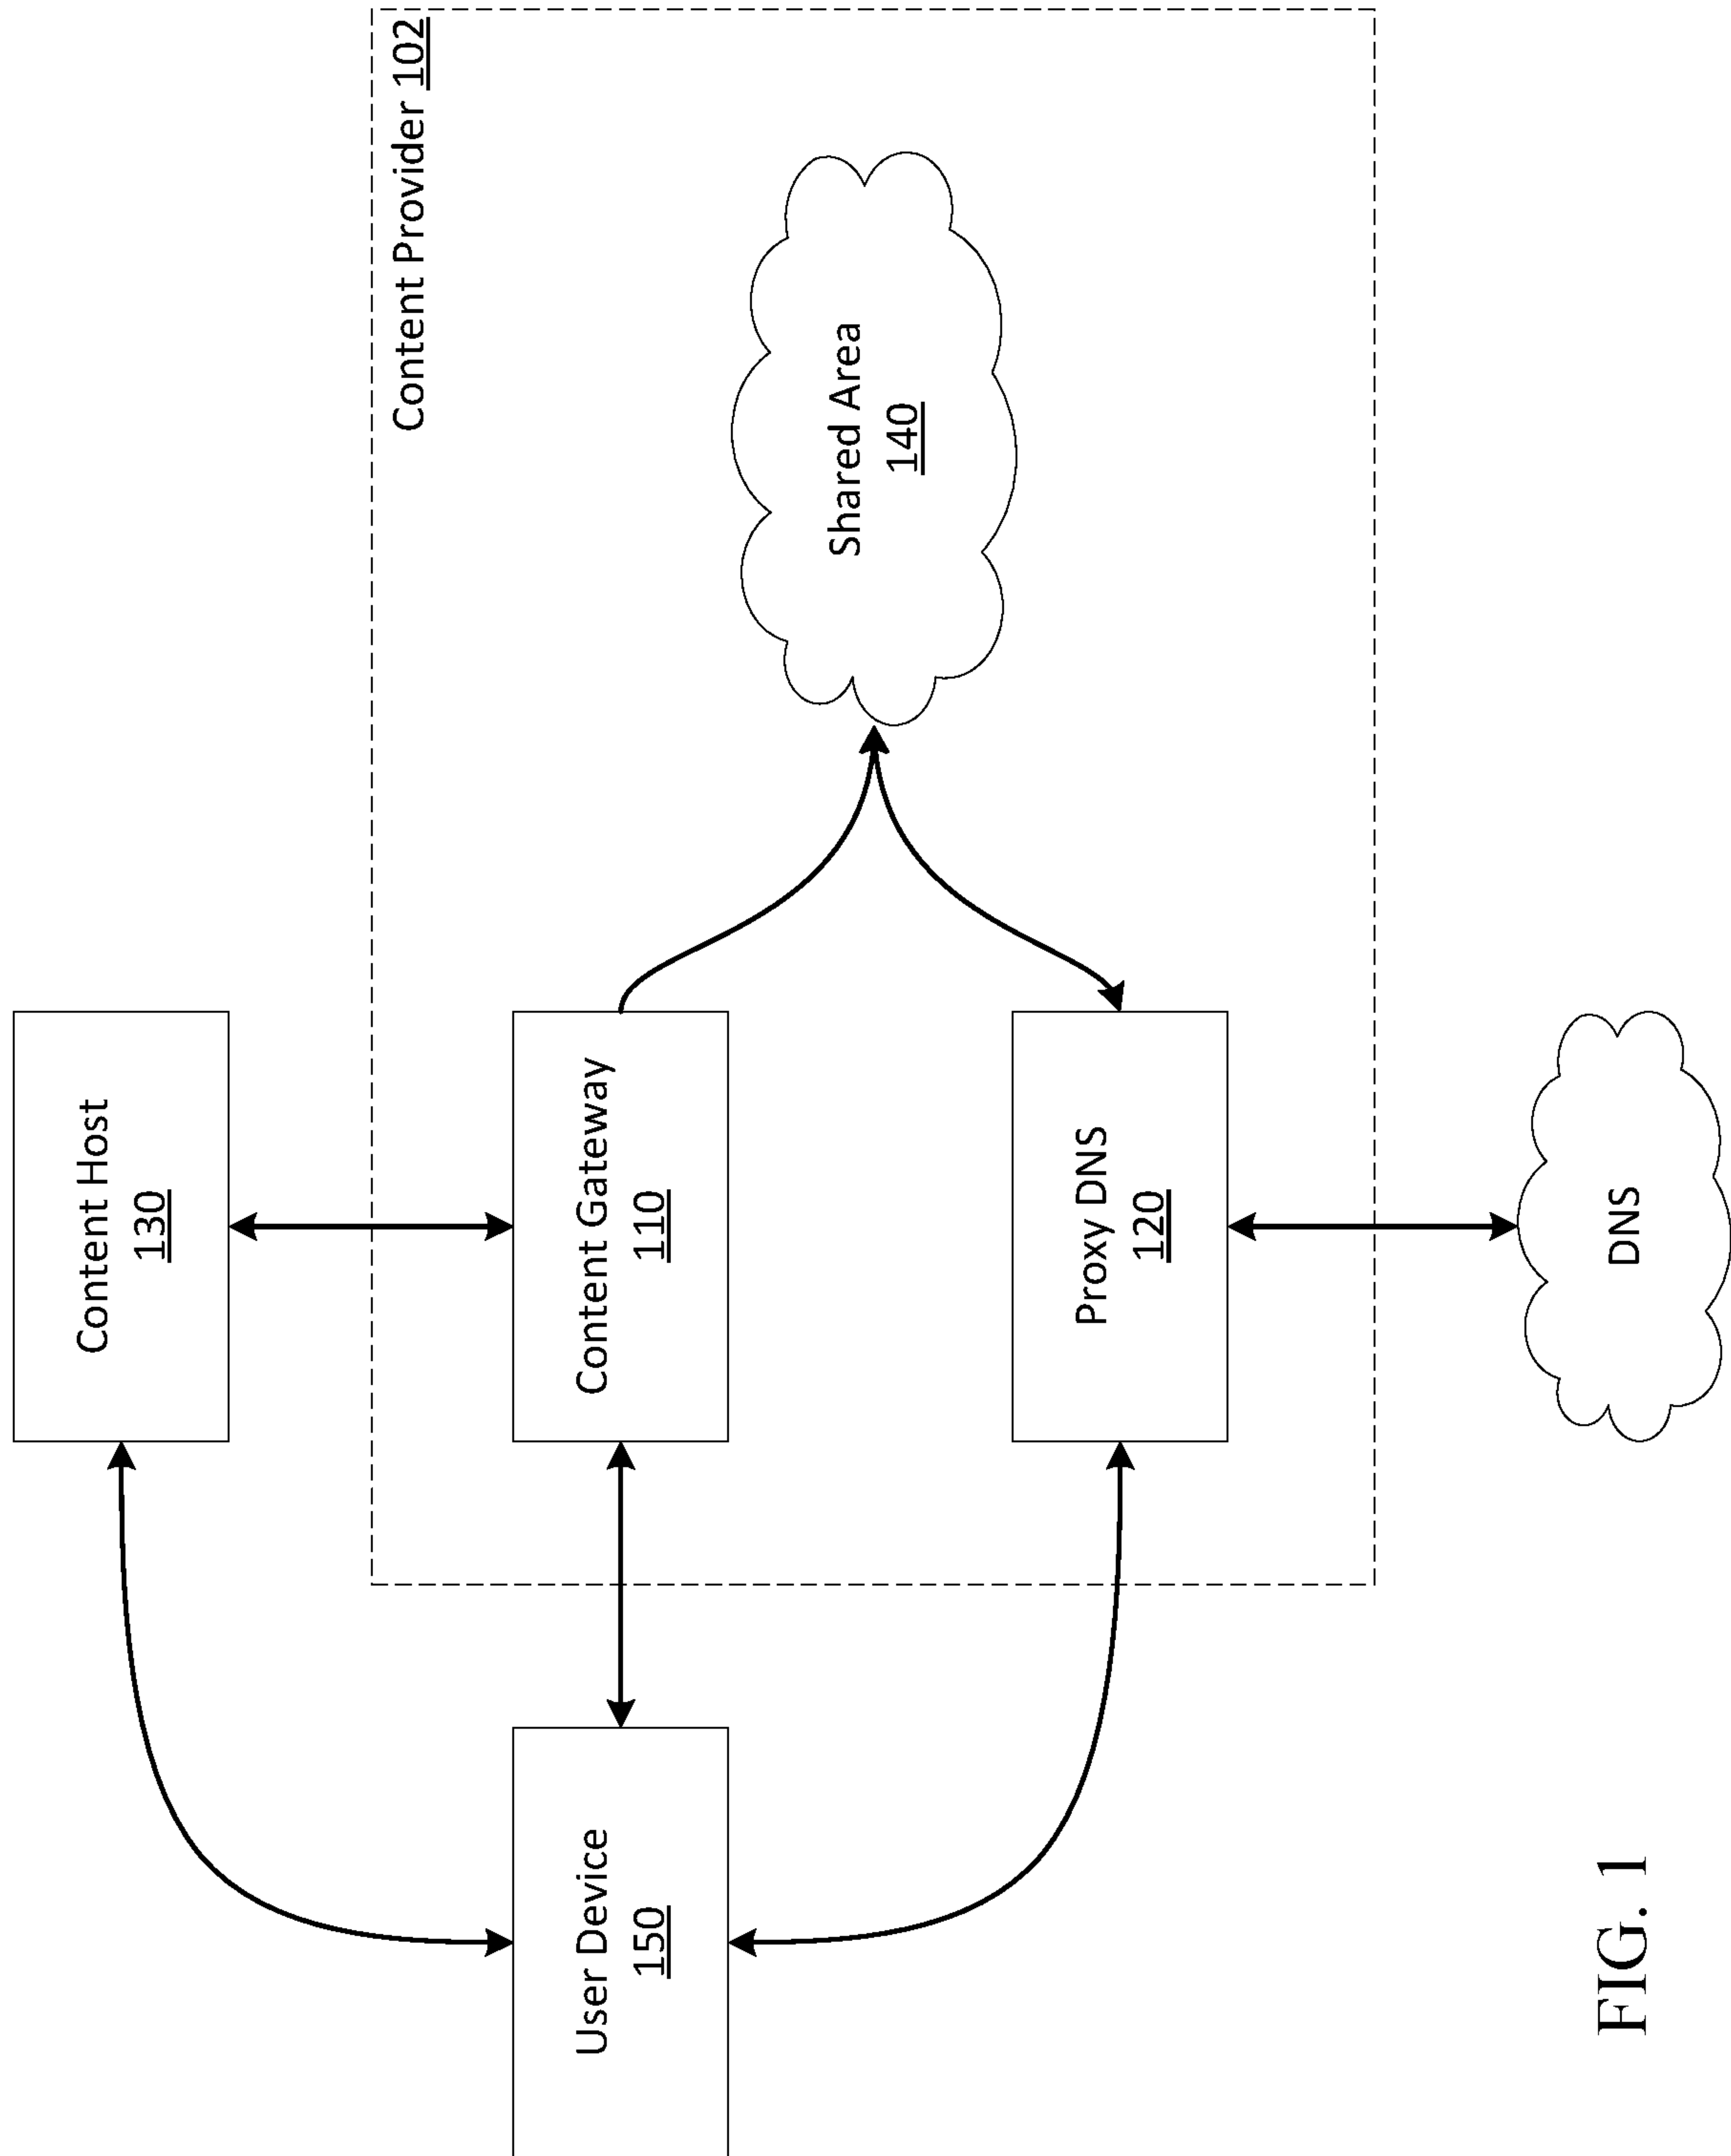 Content Host
130
Content Provider 102
User Device
150
Content Gateway
110
Shared Area
140
Proxy DNS
120
DNS
FIG. 1